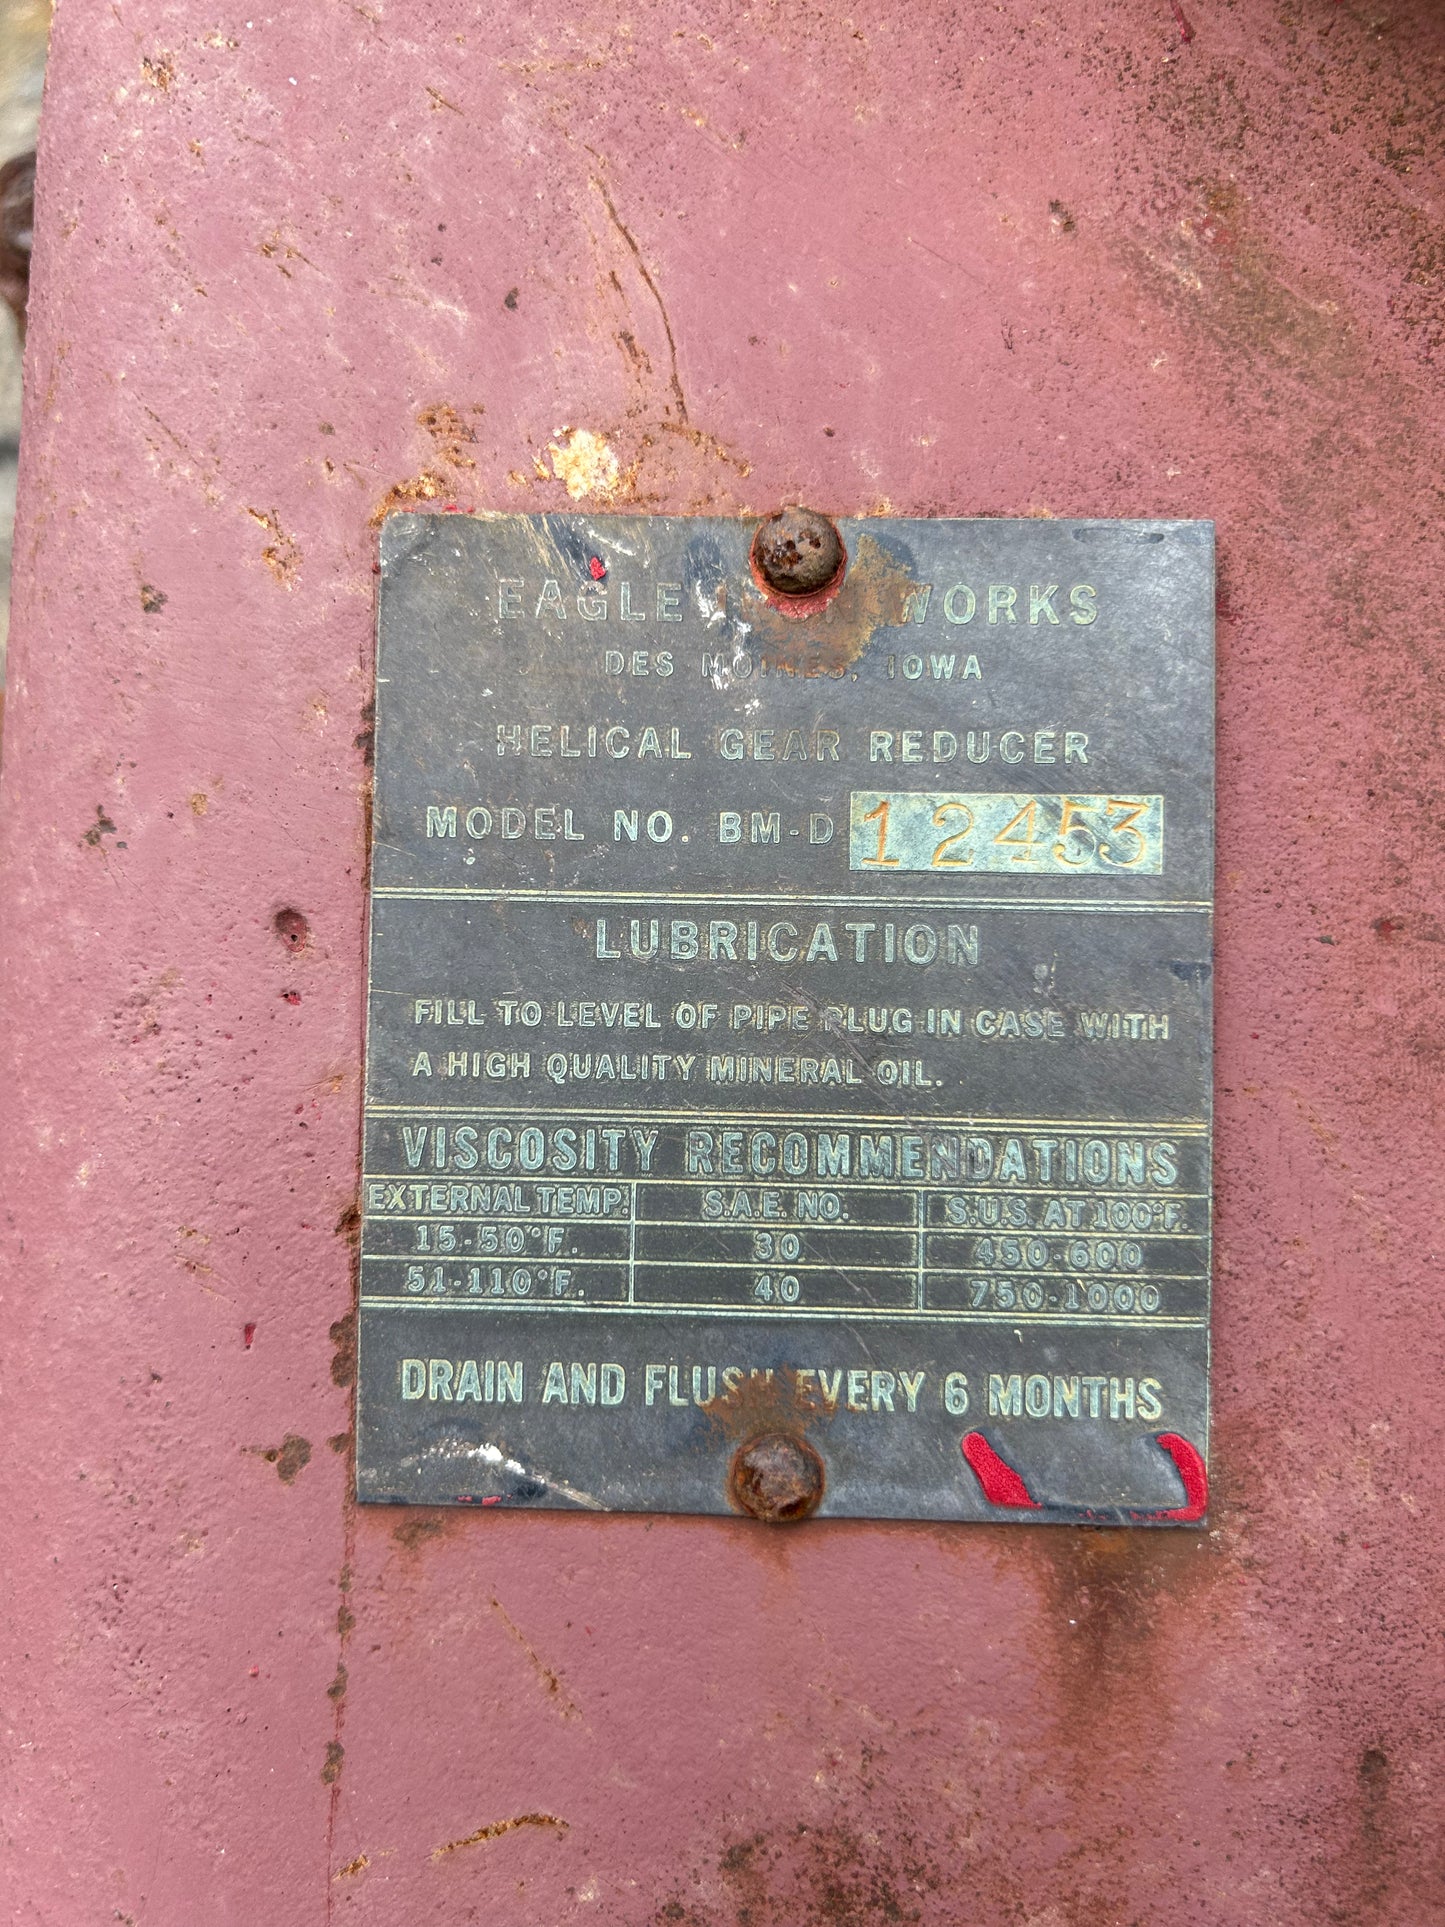 EAGLE WORKS
DES MOINES, IOWA
HELICAL GEAR REDUCER
MODEL NO. BM-D 12453
LUBRICATION
FILL TO LEVEL OF PIPE PLUG IN CASE WITH
A HIGH QUALITY MINERAL OIL.
VISCOSITY RECOMMENDATIONS
EXTERNAL TEMP. S.A.E. NO. S.U.S. AT 100°F.
15-50°F. 30 450-600
51-110°F. 40 750-1000
DRAIN AND FLUSH EVERY 6 MONTHS